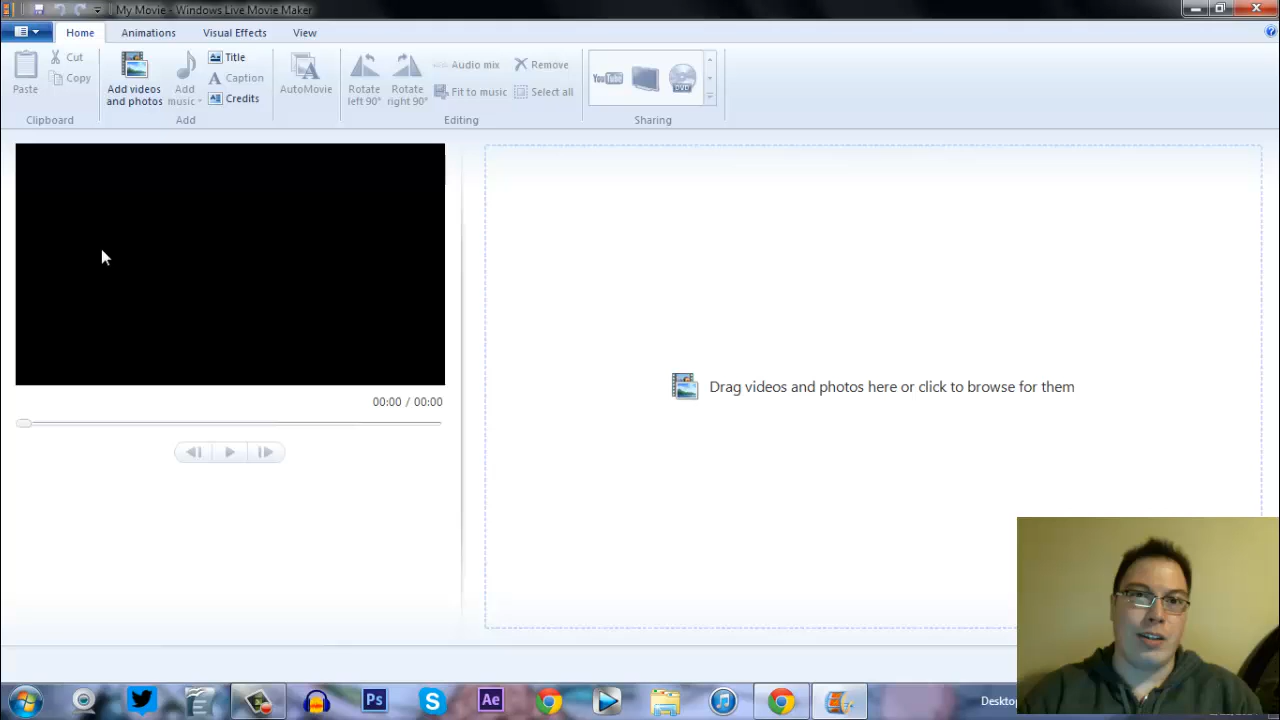 My Movie - Windows Live Movie Maker
Home Animations Visual Effects View
Paste
Cut
Copy
Clipboard
Add videos
and photos
Add
music
Title
Caption
Credits
Add
AutoMovie
Rotate
left 90°
Rotate
right 90°
Audio mix
Fit to music
Remove
Select all
Editing
YouTube
DVD
Sharing
00:00 / 00:00
Drag videos and photos here or click to browse for them
Ps
Ae
Desktop